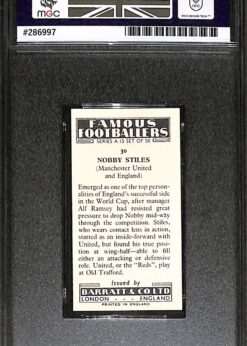 MGC
#286997
FAMOUS
FOOTBALLERS
SERIES A.15 SET OF 50
30
NOBBY STILES
(Manchester United
and England)
Emerged as one of the top person-
alities of England's successful side
in the World Cup, after manager
Alf Ramsey had resisted great
pressure to drop Nobby mid-way
through the competition. Stiles,
who wears contact lens in action,
started as an inside-forward with
United, but found his true position
at wing-half—able to fill
either an attacking or defensive
role. United, or the "Reds", play
at Old Trafford.
Issued by
BARRATT & CO LTD
LONDON - - - ENGLAND
PRINTED IN ENGLAND